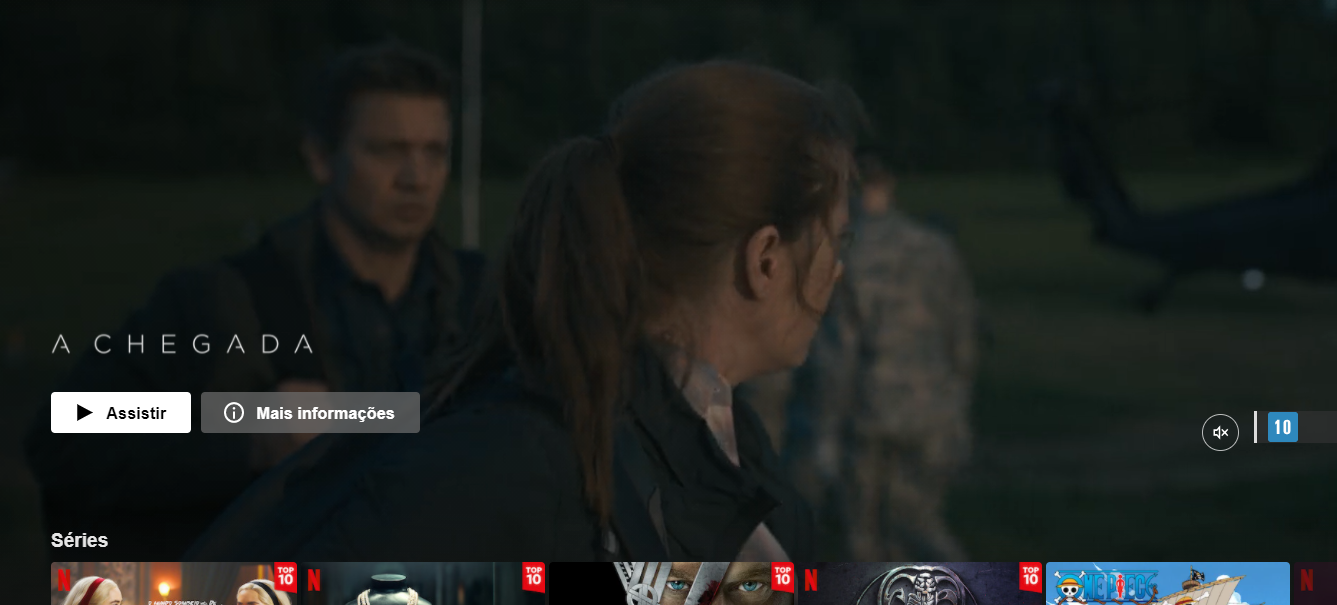 A CHEGADA
Assistir
Mais informações
10
Séries
N
TOP
10
N
TOP
10
TOP
10
N
TOP
10
ONE PIECE
N